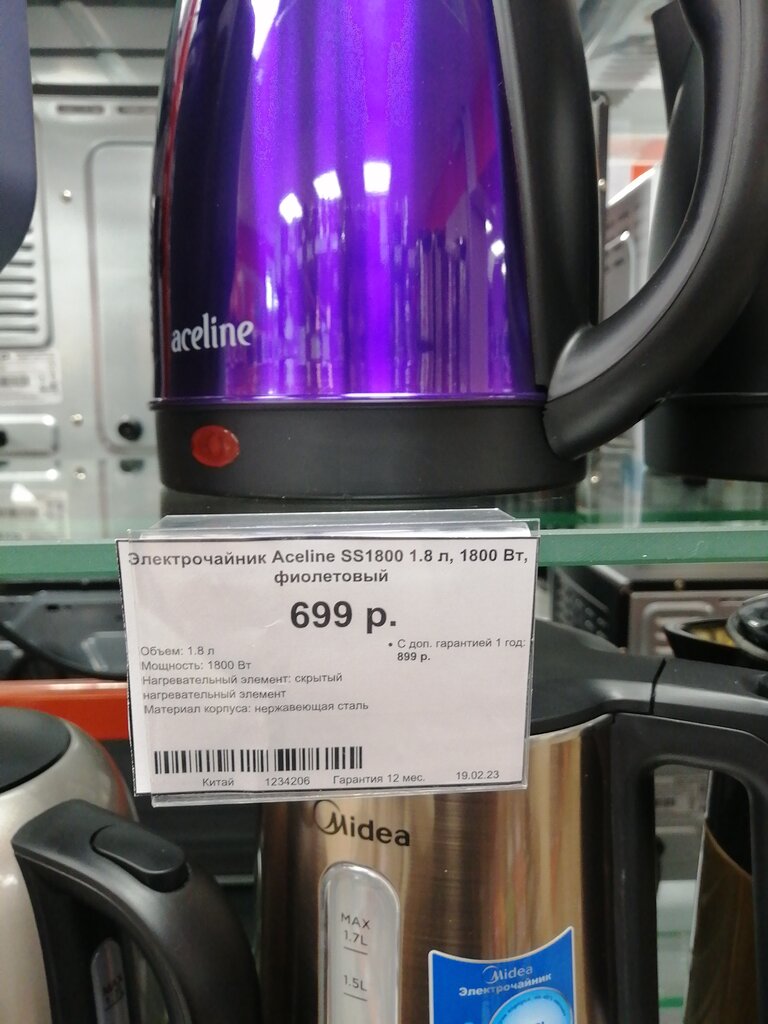 aceline
Электрочайник Aceline SS1800 1.8 л, 1800 Вт,
фиолетовый
699 р.
• С доп. гарантией 1 год:
899 р.
Объем: 1.8 л
Мощность: 1800 Вт
Нагревательный элемент: скрытый
нагревательный элемент
Материал корпуса: нержавеющая сталь
Китай 1234206 Гарантия 12 мес. 19.02.23
Midea
MAX
1.7L
1.5L
Midea
Электрочайник